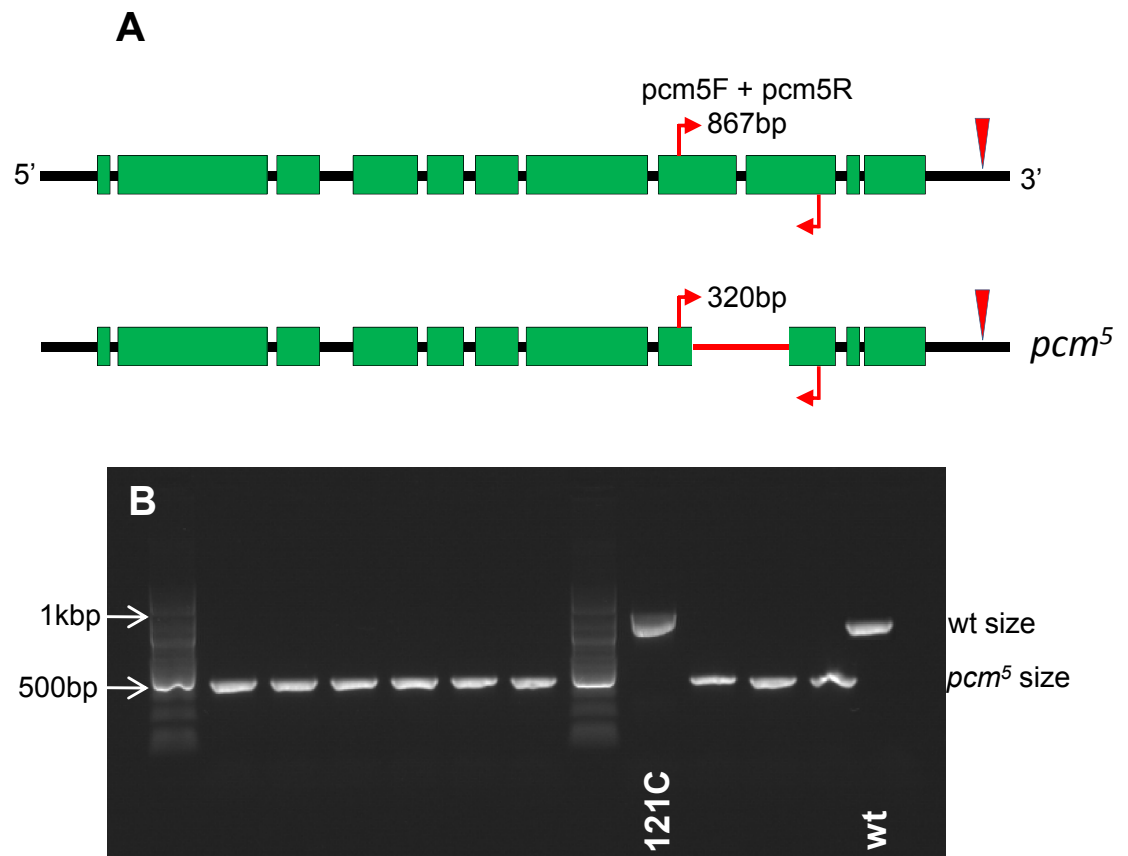 A
pcm5F + pcm5R
867bp
5’
3’
320bp
pcm⁵
B
1kbp
500bp
wt size
pcm⁵ size
121C
wt